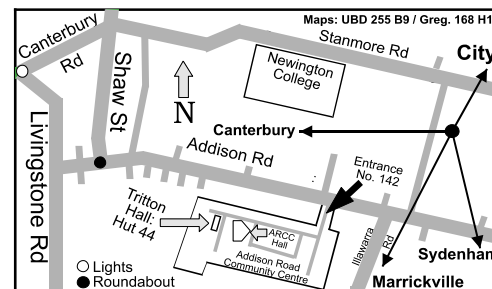 Maps: UBD 255 B9 / Greg. 168 H1
Canterbury
Rd
Stanmore Rd
City
Newington
College
Shaw St
N
Canterbury
Addison Rd
Livingstone Rd
Entrance
No. 142
Tritton
Hall:
Hut 44
ARCC
Hall
Illawarra
Rd
Addison Road
Community Centre
Sydenham
Lights
Roundabout
Marrickville